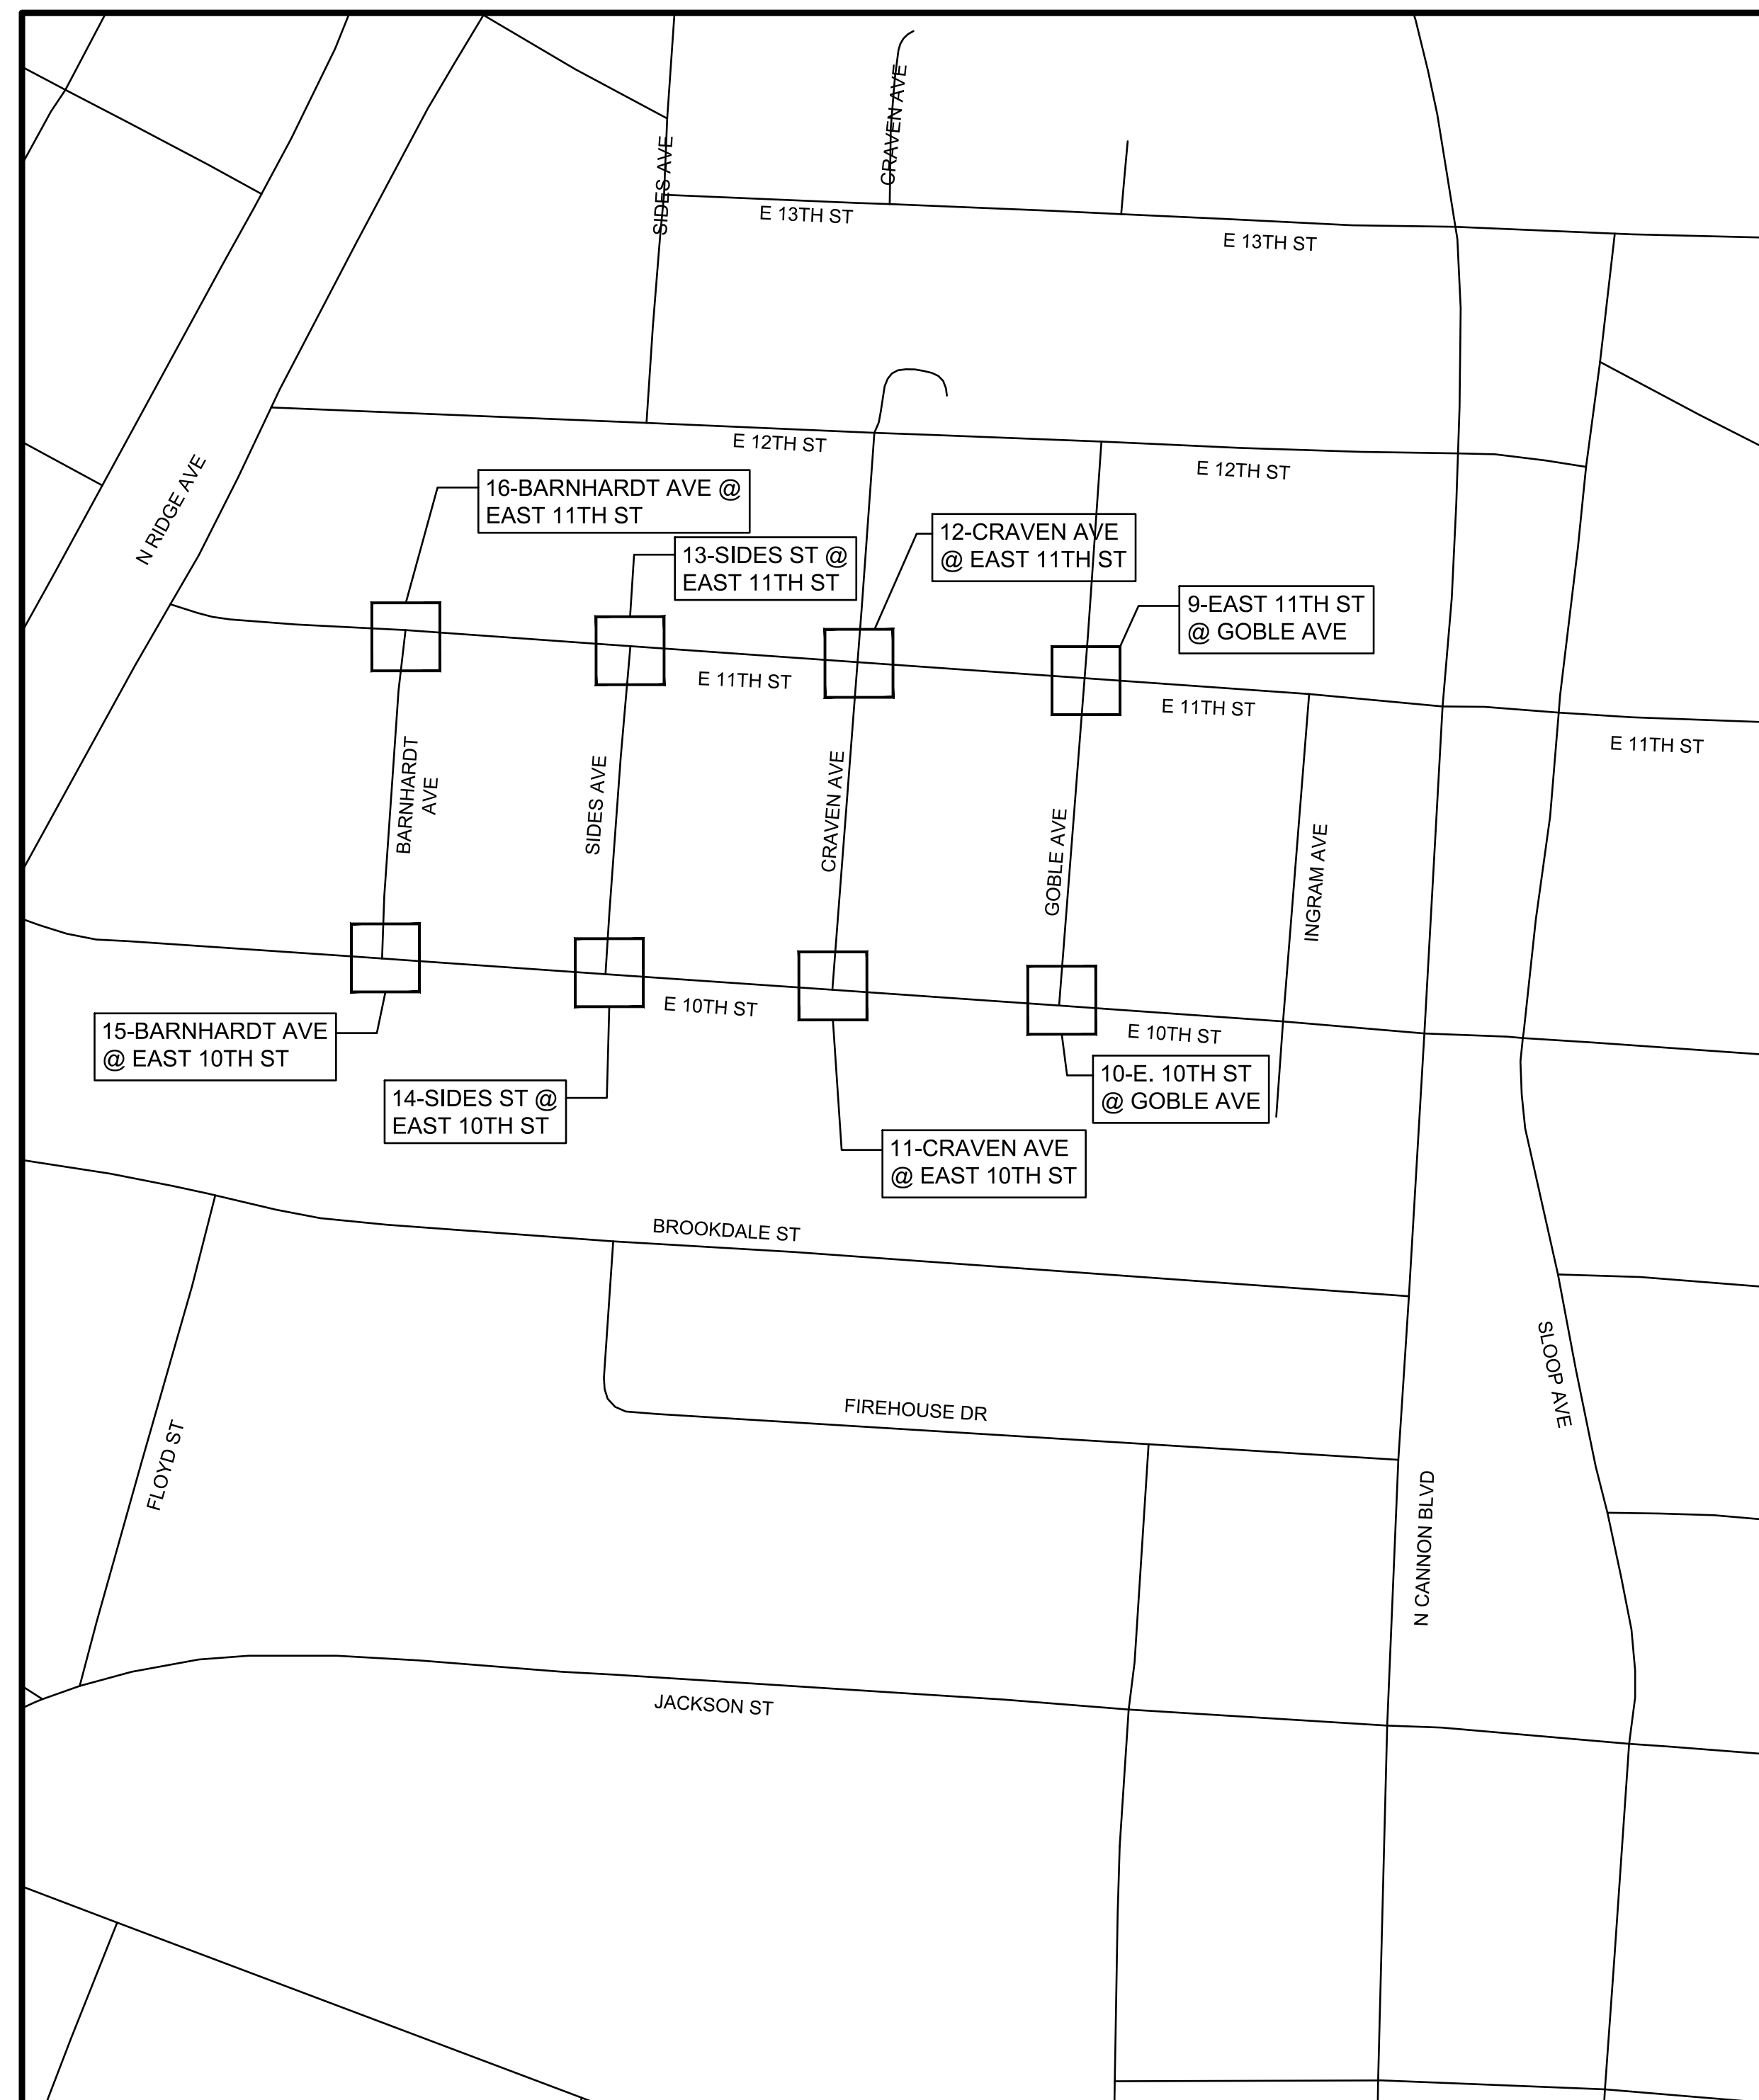 CRAVEN AVE
SIDES AVE
E 13TH ST
E 13TH ST
E 12TH ST
E 12TH ST
N RIDGE AVE
16-BARNHARDT AVE @
EAST 11TH ST
13-SIDES ST @
EAST 11TH ST
12-CRAVEN AVE
@ EAST 11TH ST
9-EAST 11TH ST
@ GOBLE AVE
E 11TH ST
E 11TH ST
E 11TH ST
BARNHARDT
AVE
SIDES AVE
CRAVEN AVE
GOBLE AVE
INGRAM AVE
E 10TH ST
E 10TH ST
15-BARNHARDT AVE
@ EAST 10TH ST
14-SIDES ST @
EAST 10TH ST
10-E. 10TH ST
@ GOBLE AVE
11-CRAVEN AVE
@ EAST 10TH ST
BROOKDALE ST
SLOOP AVE
FIREHOUSE DR
FLOYD ST
N CANNON BLVD
JACKSON ST